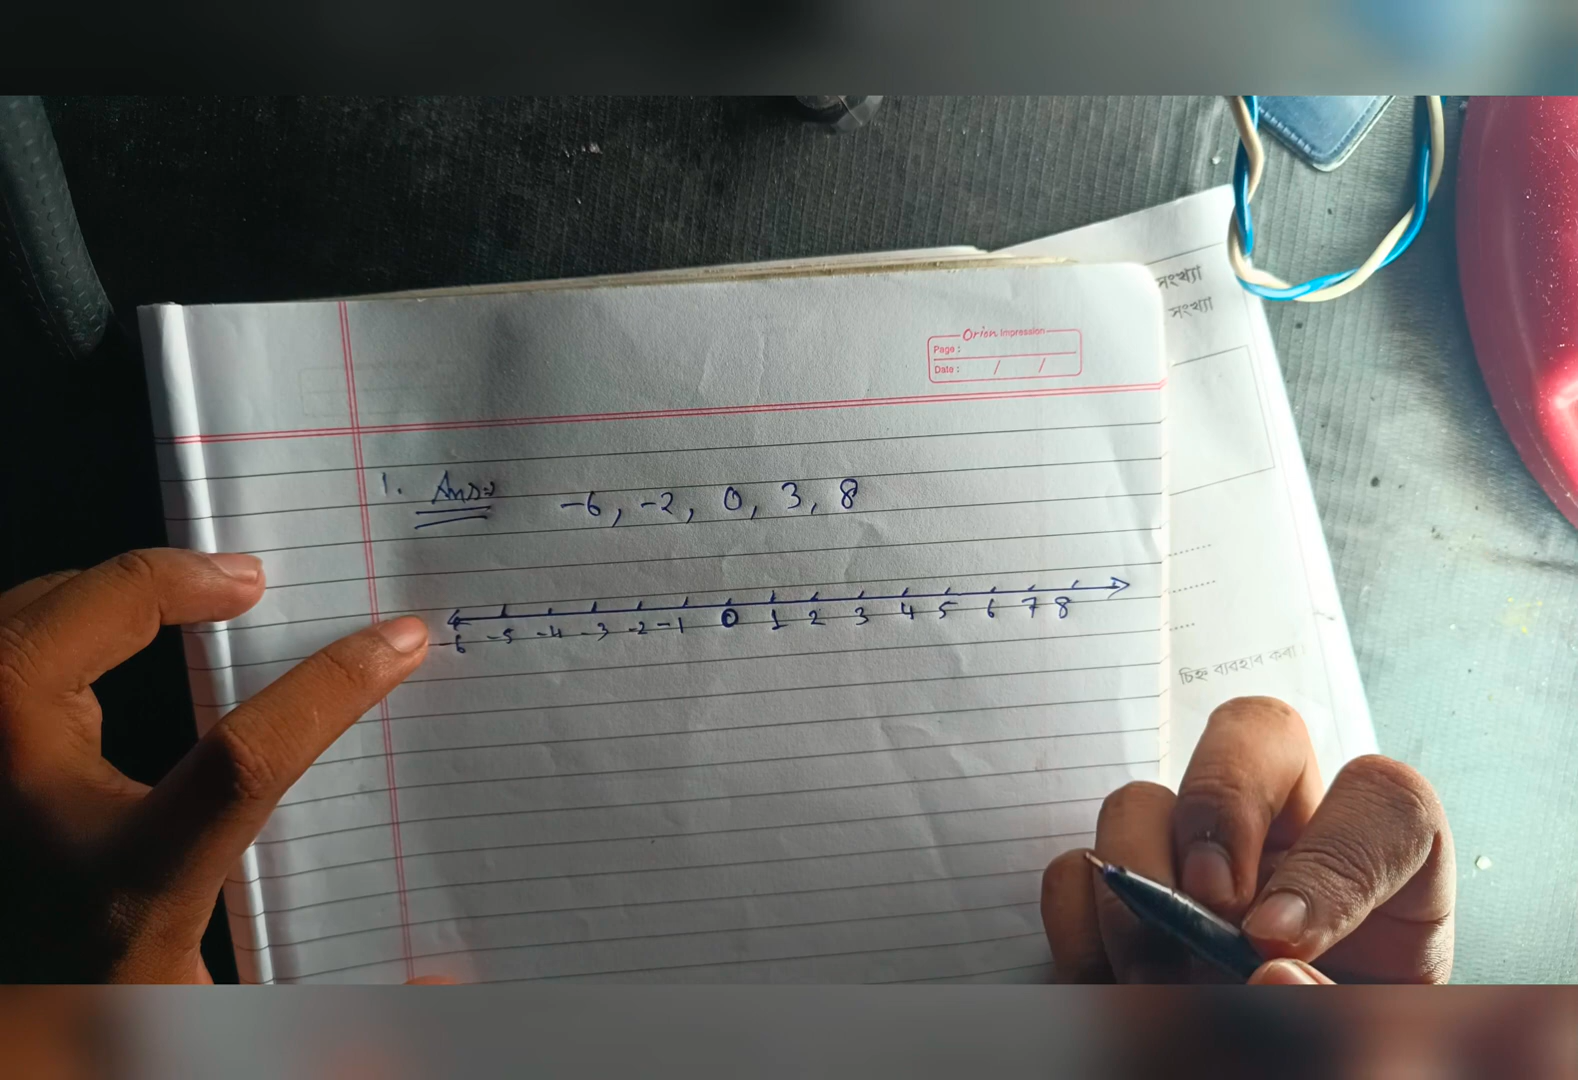 Orion Impression
Page :
Date : / /
সংখ্যা
সংখ্যা
1. Ans:
-6, -2, 0, 3, 8
-6 -5 -4 -3 -2 -1 0 1 2 3 4 5 6 7 8
চিহ্ন ব্যবহাৰ কৰা।